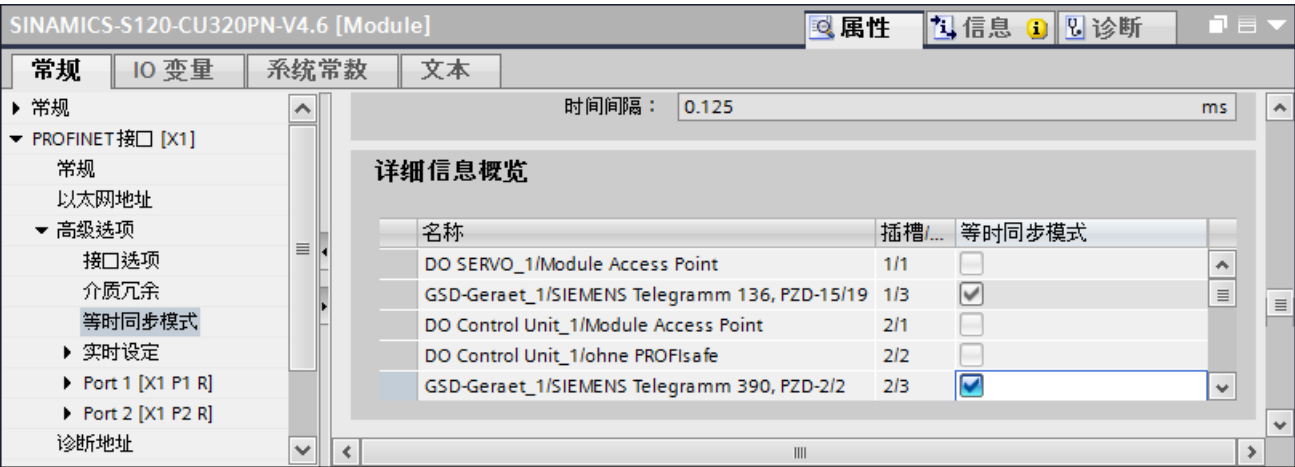 SINAMICS-S120-CU320PN-V4.6 [Module]
属性
信息
诊断
常规
IO 变量
系统常数
文本
常规
PROFINET接口 [X1]
常规
以太网地址
高级选项
接口选项
介质冗余
等时同步模式
实时设定
Port 1 [X1 P1 R]
Port 2 [X1 P2 R]
诊断地址
时间间隔： 0.125 ms
详细信息概览
名称 插槽/... 等时同步模式
DO SERVO_1/Module Access Point 1/1
GSD-Geraet_1/SIEMENS Telegramm 136, PZD-15/19 1/3
DO Control Unit_1/Module Access Point 2/1
DO Control Unit_1/ohne PROFIsafe 2/2
GSD-Geraet_1/SIEMENS Telegramm 390, PZD-2/2 2/3